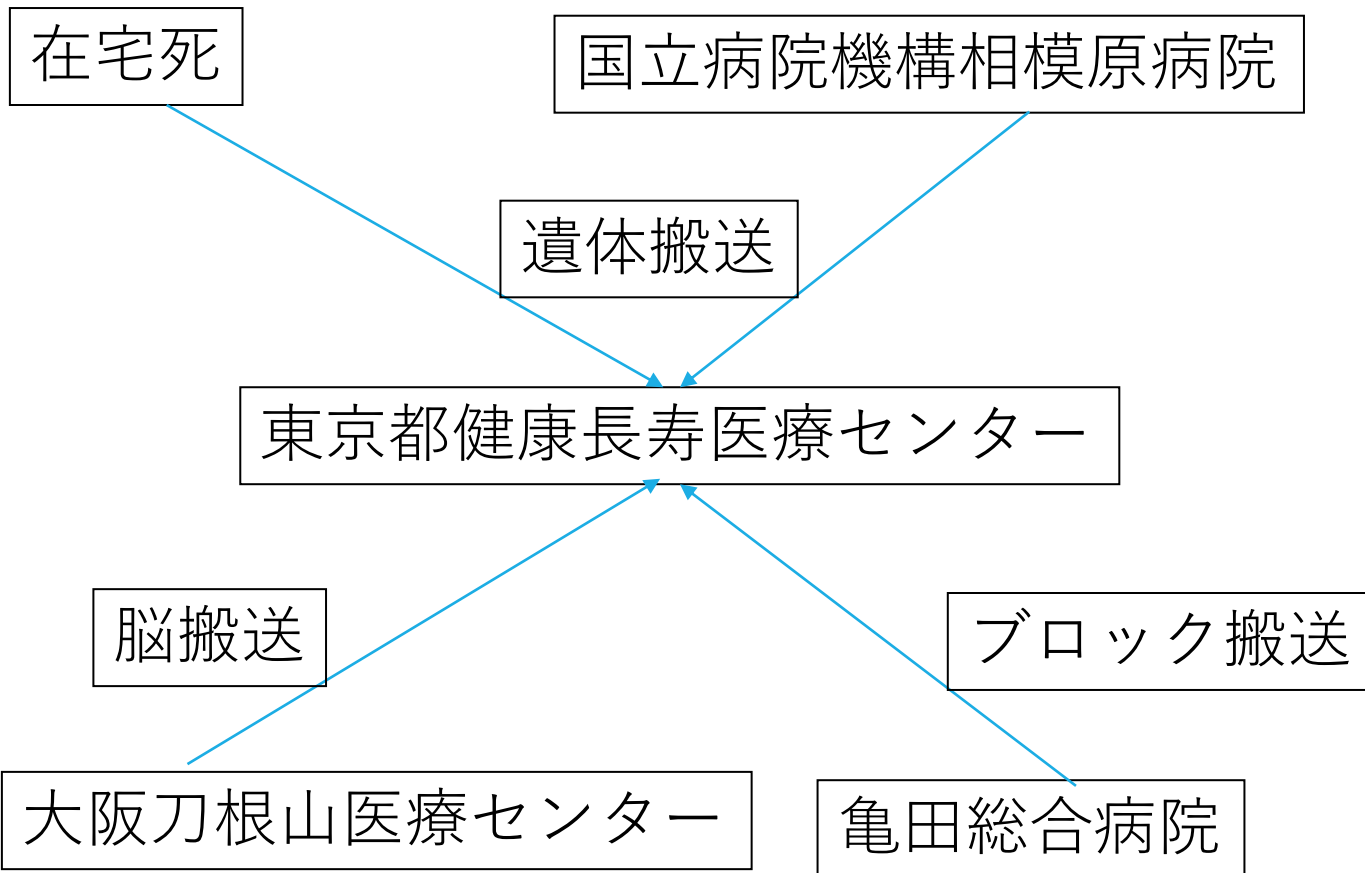 在宅死
国立病院機構相模原病院
遺体搬送
東京都健康長寿医療センター
脳搬送
ブロック搬送
大阪刀根山医療センター
亀田総合病院